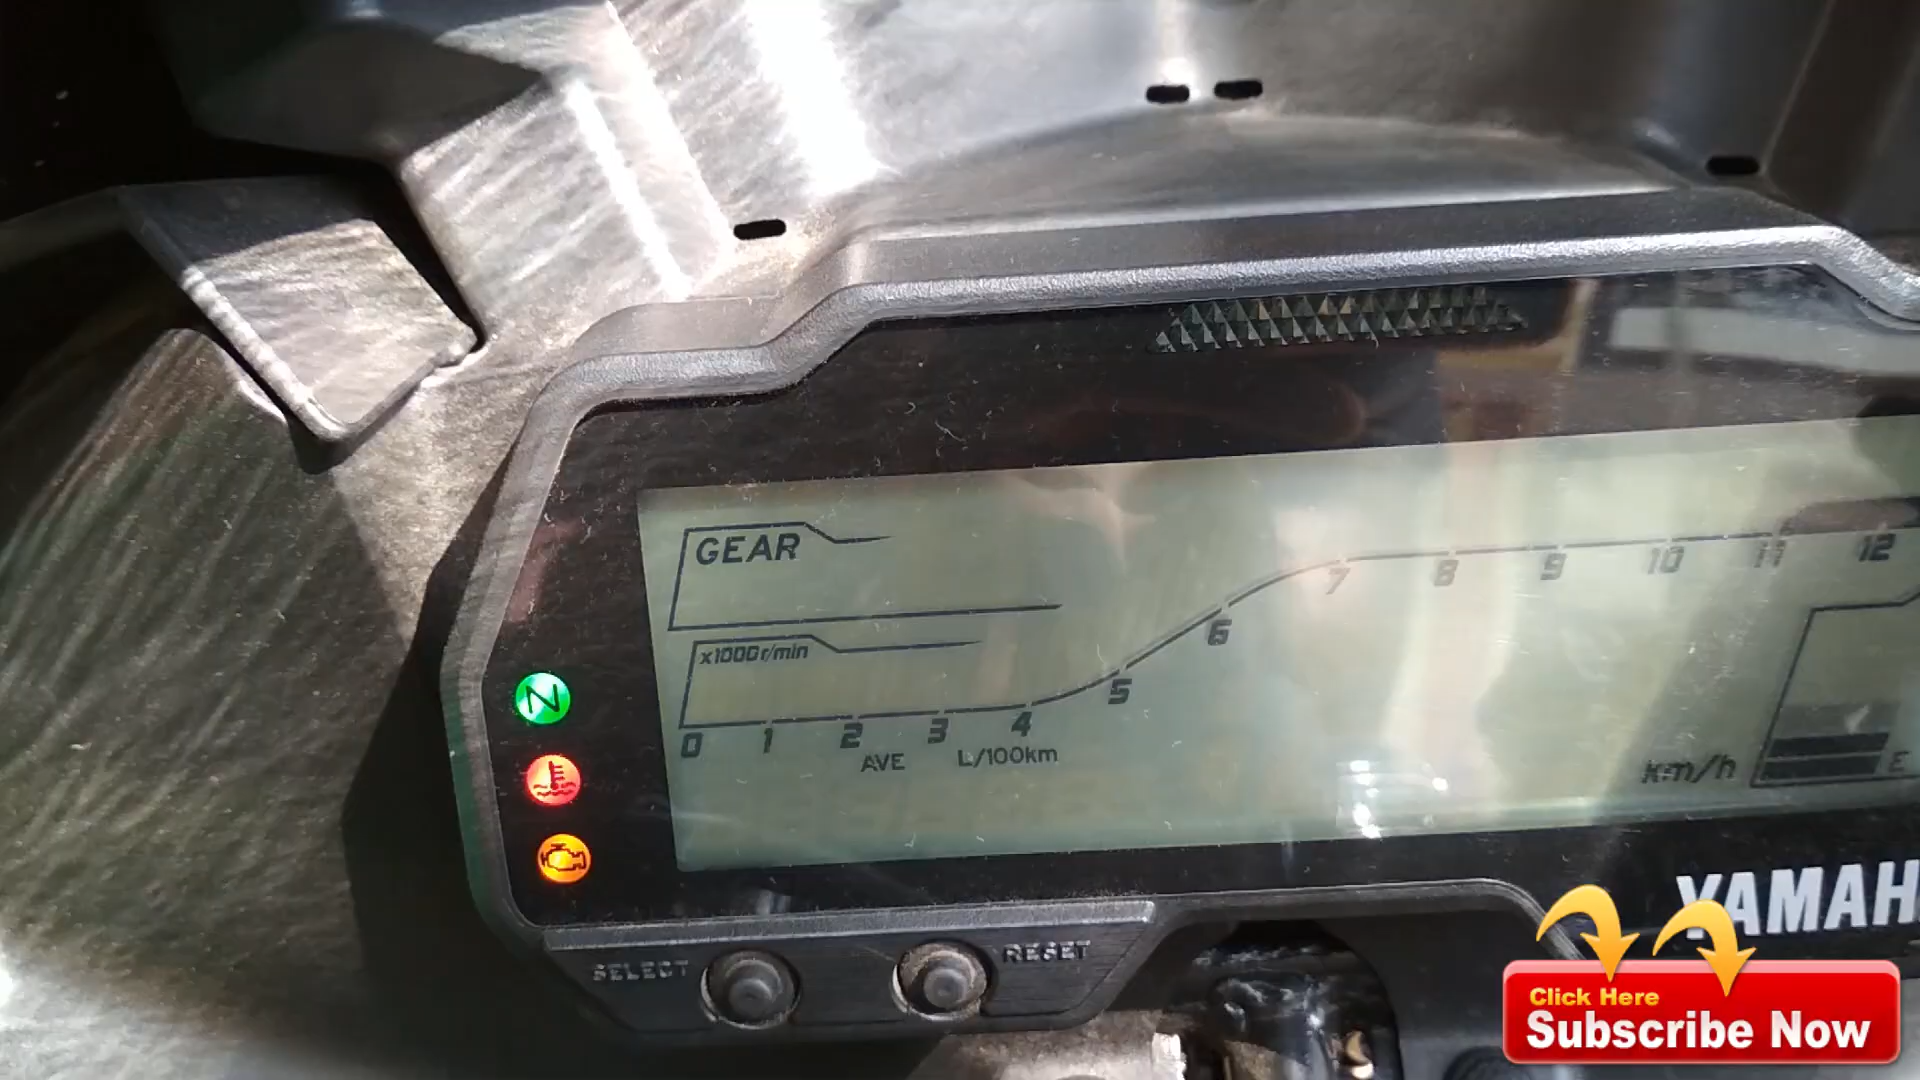 GEAR
x1000r/min
0 1 2 3 4 5 6 7 8 9 10 11 12
AVE L/100km
km/h
E
N
YAMAH
SELECT
RESET
Click Here
Subscribe Now